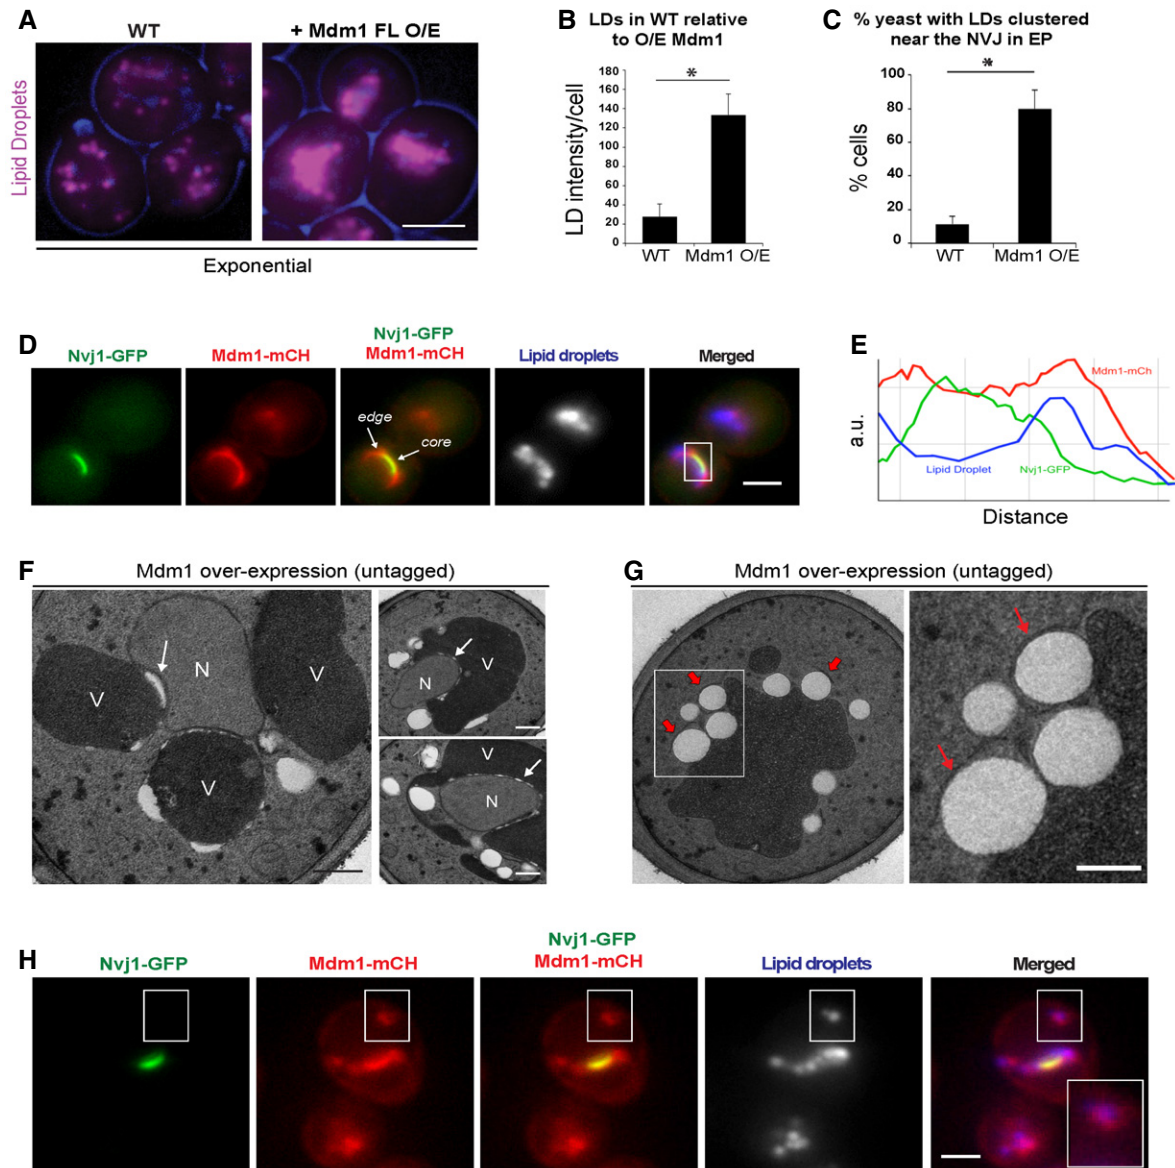 A
WT
+ Mdm1 FL O/E
Lipid Droplets
Exponential
B
LDs in WT relative
to O/E Mdm1
LD intensity/cell
180
160
140
120
100
80
60
40
20
0
*
WT
Mdm1 O/E
C
% yeast with LDs clustered
near the NVJ in EP
% cells
100
80
60
40
20
0
*
WT
Mdm1 O/E
D
Nvj1-GFP
Mdm1-mCH
Nvj1-GFP
Mdm1-mCH
Lipid droplets
Merged
edge
core
E
a.u.
Mdm1-mCh
Lipid Droplet
Nvj1-GFP
Distance
F
Mdm1 over-expression (untagged)
N
V
V
V
V
N
V
N
G
Mdm1 over-expression (untagged)
H
Nvj1-GFP
Mdm1-mCH
Nvj1-GFP
Mdm1-mCH
Lipid droplets
Merged